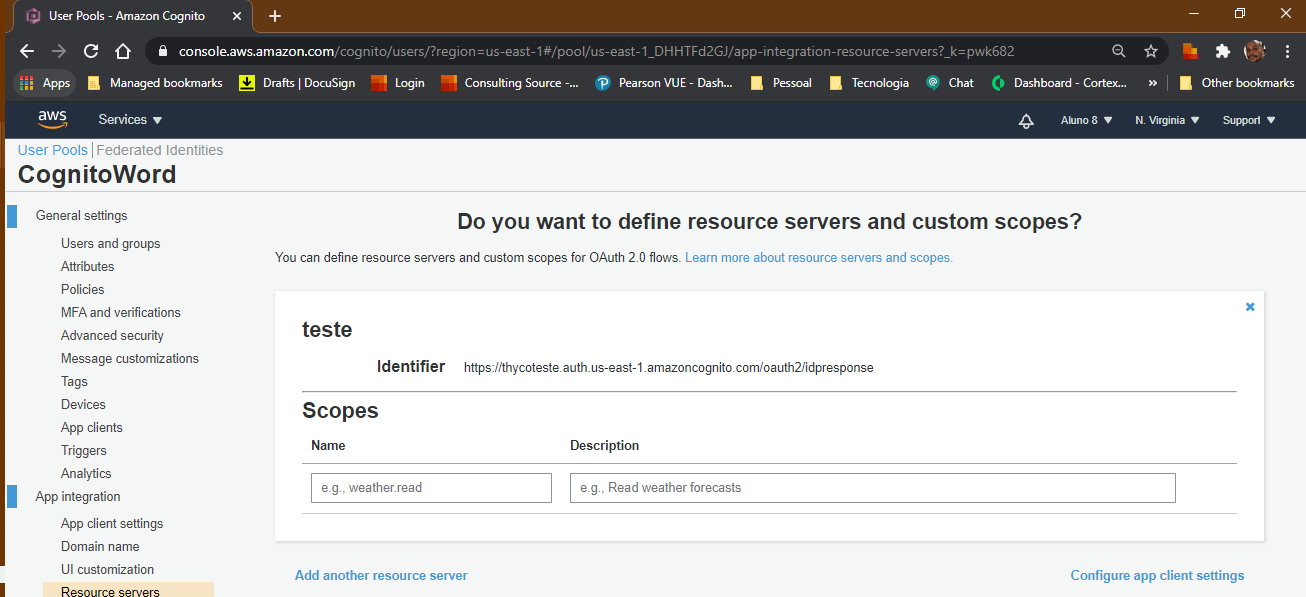 User Pools - Amazon Cognito
console.aws.amazon.com/cognito/users/?region=us-east-1#/pool/us-east-1_DHHTFd2GJ/app-integration-resource-servers?_k=pwk682
Apps Managed bookmarks Drafts | DocuSign Login Consulting Source -... Pearson VUE - Dash... Pessoal Tecnologia Chat Dashboard - Cortex... » Other bookmarks
aws Services Aluno 8 N. Virginia Support
User Pools | Federated Identities
CognitoWord
General settings
Users and groups
Attributes
Policies
MFA and verifications
Advanced security
Message customizations
Tags
Devices
App clients
Triggers
Analytics
App integration
App client settings
Domain name
UI customization
Resource servers
Do you want to define resource servers and custom scopes?
You can define resource servers and custom scopes for OAuth 2.0 flows. Learn more about resource servers and scopes.
teste
Identifier https://thycoteste.auth.us-east-1.amazoncognito.com/oauth2/idpresponse
Scopes
Name Description
e.g., weather.read e.g., Read weather forecasts
Add another resource server Configure app client settings